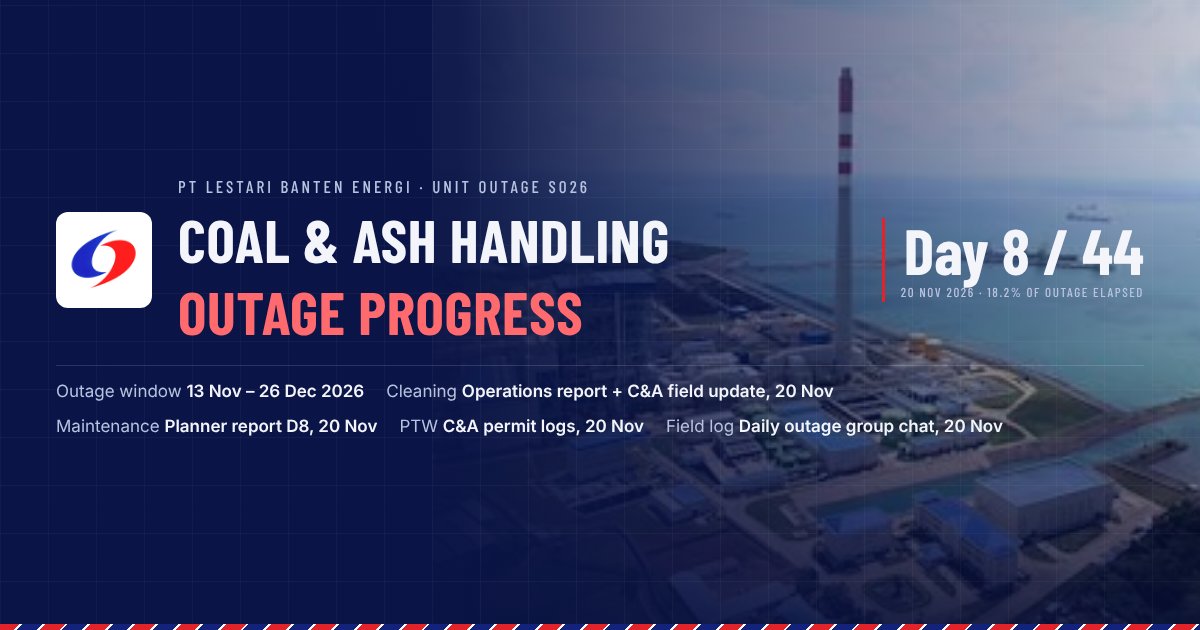 PT LESTARI BANTEN ENERGI · UNIT OUTAGE SO26
COAL & ASH HANDLING
OUTAGE PROGRESS
Day 8 / 44
20 NOV 2026 · 18.2% OF OUTAGE ELAPSED
Outage window 13 Nov – 26 Dec 2026 Cleaning Operations report + C&A field update, 20 Nov
Maintenance Planner report D8, 20 Nov PTW C&A permit logs, 20 Nov Field log Daily outage group chat, 20 Nov